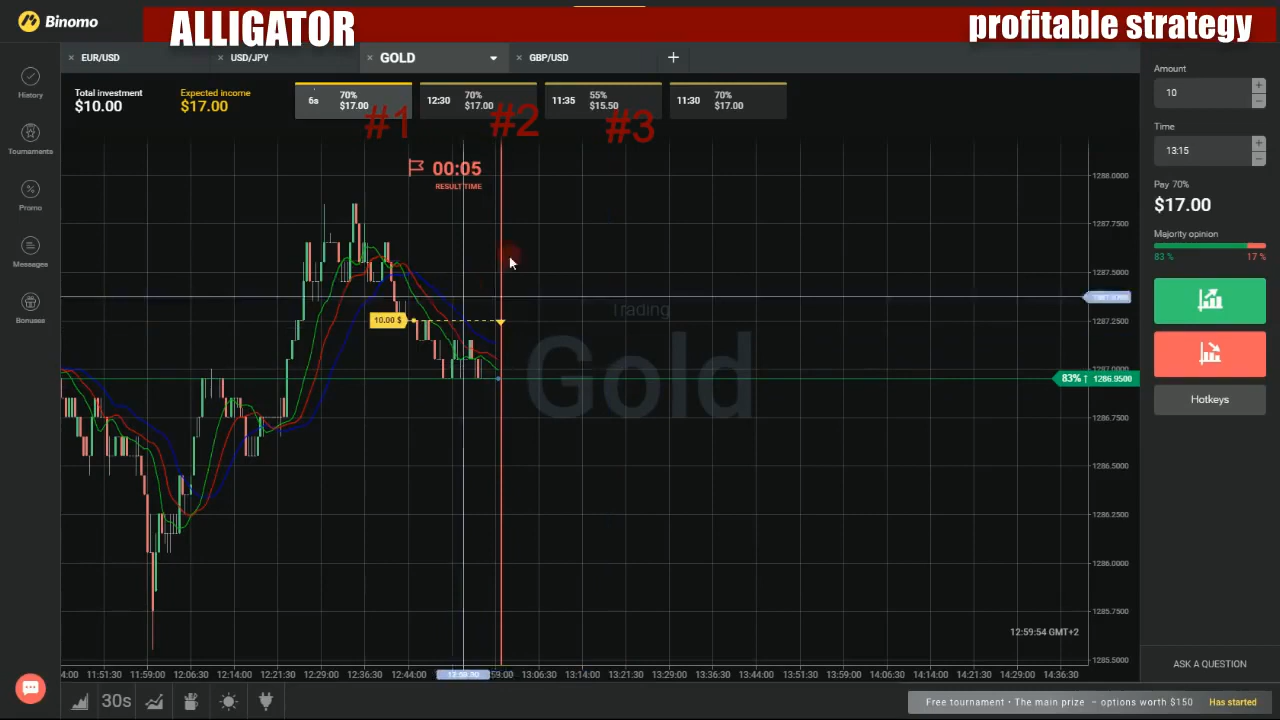 Binomo
ALLIGATOR
profitable strategy
EUR/USD
USD/JPY
GOLD
GBP/USD
Total investment
$10.00
Expected income
$17.00
6s
70%
$17.00
12:30
70%
$17.00
11:35
55%
$15.50
11:30
70%
$17.00
#1
#2
#3
History
Tournaments
Promo
Messages
Bonuses
00:05
RESULT TIME
10.00 $
Trading
Gold
1288.0000
1287.7500
1287.5000
1287.2500
1287.0000
83% ↑ 1286.9500
1286.7500
1286.5000
1286.2500
1286.0000
1285.7500
1285.5000
12:59:54 GMT+2
4:00 11:51:30 11:59:00 12:06:30 12:14:00 12:21:30 12:29:00 12:36:30 12:44:00 59:00 13:06:30 13:14:00 13:21:30 13:29:00 13:36:30 13:44:00 13:51:30 13:59:00 14:06:30 14:14:00 14:21:30 14:29:00 14:36:30
Amount
10
+
−
Time
13:15
+
−
Pay 70%
$17.00
Majority opinion
83 % 17 %
Hotkeys
ASK A QUESTION
30s
Free tournament • The main prize – options worth $150 Has started